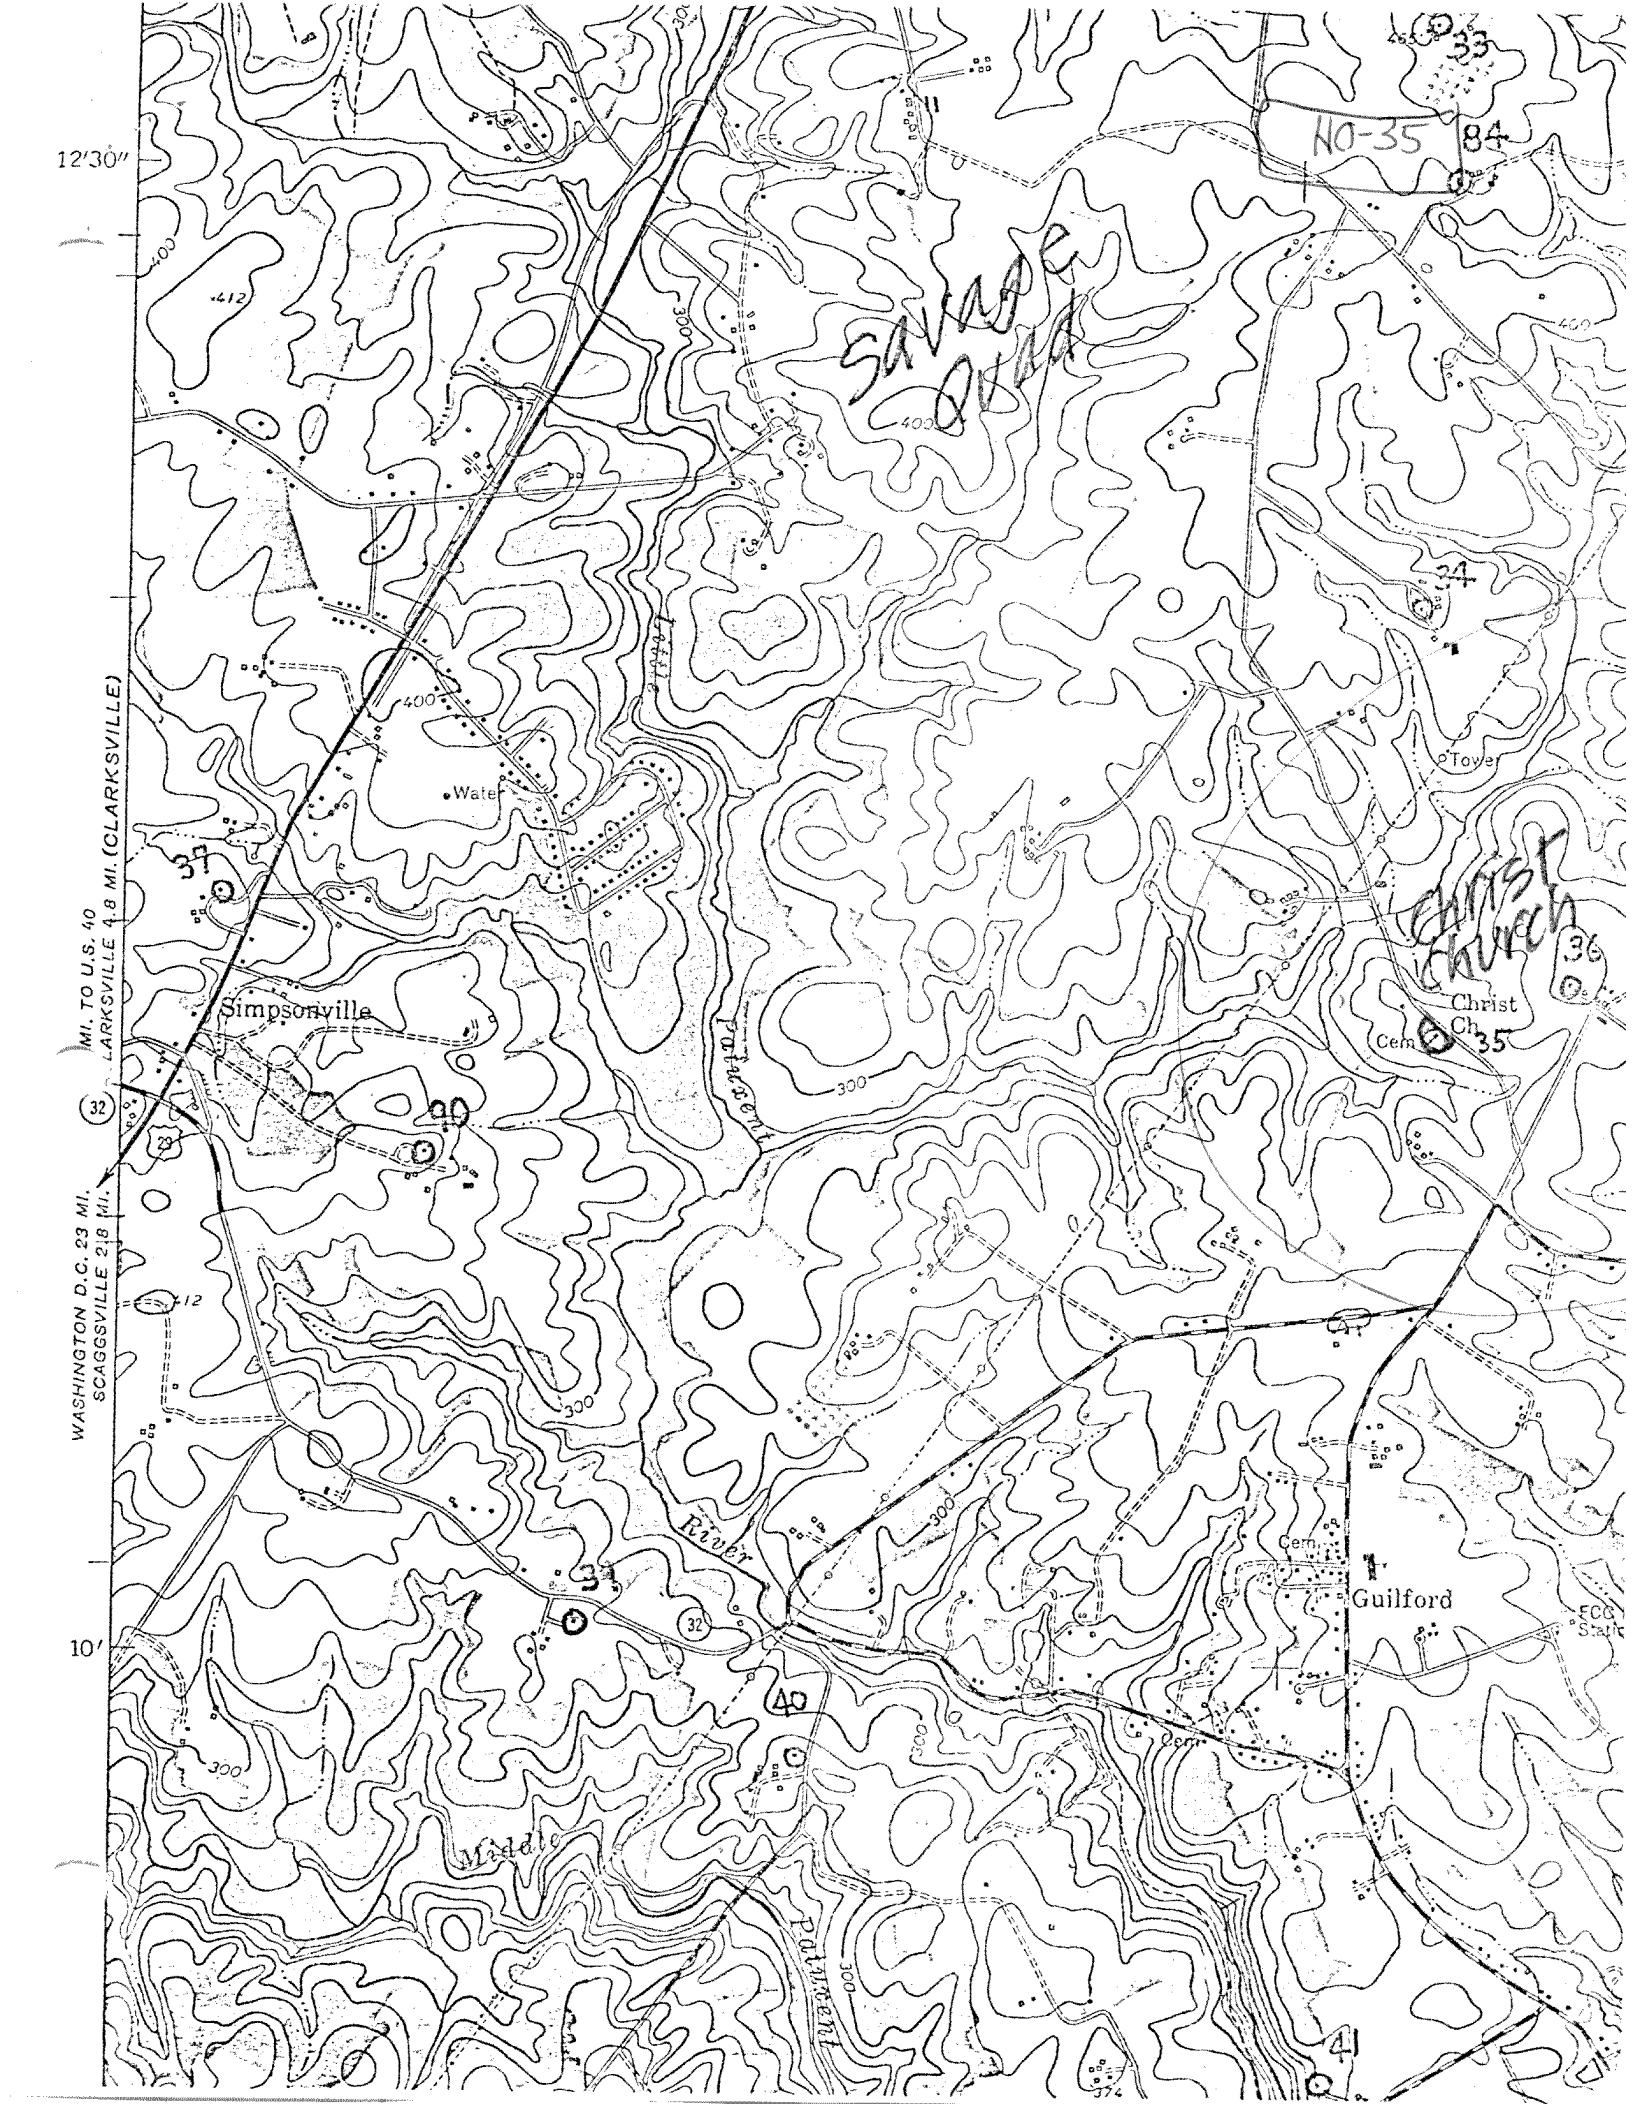 33
11
HO-35
84
12'30"
400
300
·412
Savage
Quad
400
400
34
Little
400
Tower
Water
MI. TO U.S. 40
LARKSVILLE 4.8 MI. (CLARKSVILLE)
37
Christ
Church
36
Simpsonville
Christ
Ch
Cem
35
Patuxent
300
32
29
90
WASHINGTON D.C. 23 MI.
SCAGGSVILLE 2.8 MI.
412
300
300
River
Cem
1
Guilford
39
32
10'
40
300
300
Cem
Middle
Patuxent
300
41
374